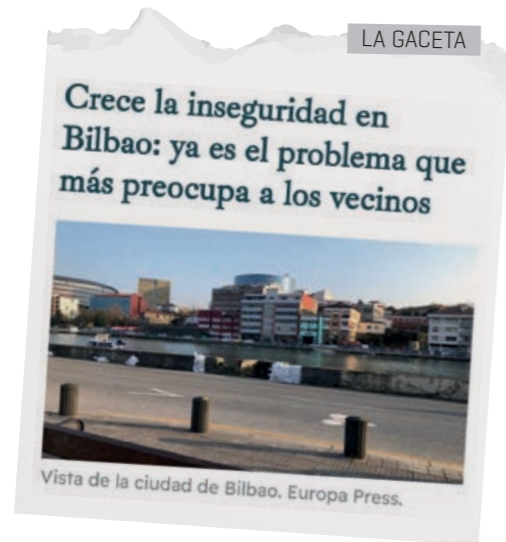 LA GACETA
Crece la inseguridad en
Bilbao: ya es el problema que
más preocupa a los vecinos
Vista de la ciudad de Bilbao. Europa Press.